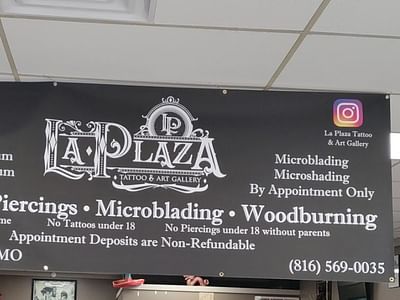 LP
LA PLAZA
TATTOO & ART GALLERY
La Plaza Tattoo
& Art Gallery
Microblading
Microshading
By Appointment Only
Piercings • Microblading • Woodburning
No Tattoos under 18 No Piercings under 18 without parents
Appointment Deposits are Non-Refundable
MO
(816) 569-0035